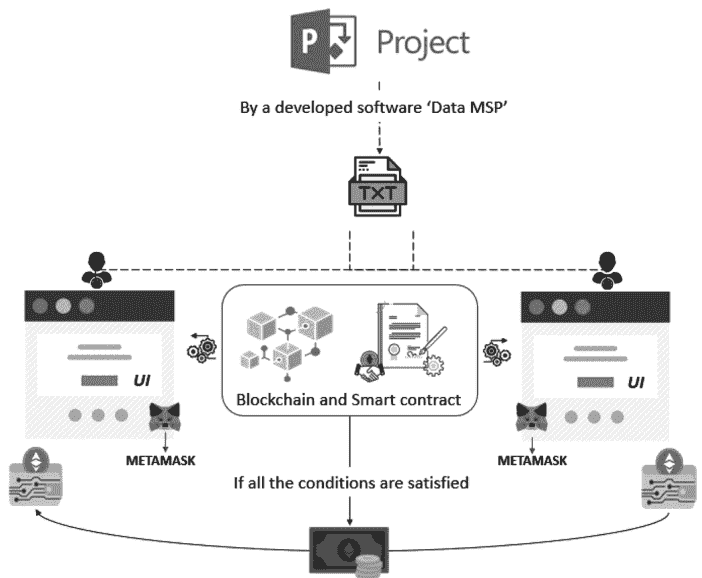 P Project
By a developed software ‘Data MSP’
TXT
UI
UI
Blockchain and Smart contract
METAMASK
METAMASK
If all the conditions are satisfied